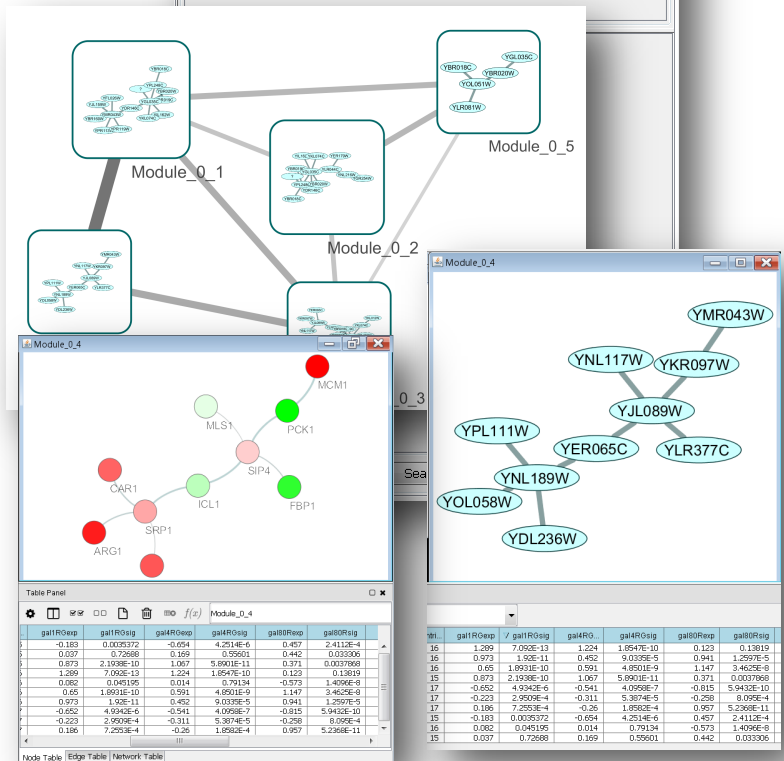 YGL035C
YBR018C
YBR020W
YOL051W
YLR081W
Module_0_5
Module_0_1
Module_0_2
0_3
Sea
Module_0_4
MCM1
MLS1
PCK1
SIP4
CAR1
ICL1
FBP1
SRP1
ARG1
Table Panel
f(x) Module_0_4
gal1RGexp gal1RGsig gal4RGexp gal4RGsig gal80Rexp gal80Rsig
-0.183 0.0035372 -0.654 4.2514E-6 0.457 2.4112E-4
0.037 0.72688 0.169 0.55601 0.442 0.033306
0.873 2.1938E-10 1.067 5.8901E-11 0.371 0.0037868
1.289 7.092E-13 1.224 1.8547E-10 0.123 0.13819
0.082 0.045195 0.014 0.79134 -0.573 1.4096E-8
0.65 1.8931E-10 0.591 4.8501E-9 1.147 3.4625E-8
0.973 1.92E-11 0.452 9.0335E-5 0.941 1.2597E-5
-0.652 4.9342E-6 -0.541 4.0958E-7 -0.815 5.9432E-10
-0.223 2.9509E-4 -0.311 5.3874E-5 -0.258 8.095E-4
0.186 7.2553E-4 -0.26 1.8582E-4 0.957 5.2368E-11
Node Table Edge Table Network Table
Module_0_4
YMR043W
YNL117W
YKR097W
YJL089W
YPL111W
YER065C
YLR377C
YNL189W
YOL058W
YDL236W
gal1RGexp gal1RGsig gal4RG... gal4RGsig gal80Rexp gal80Rsig
16 1.289 7.092E-13 1.224 1.8547E-10 0.123 0.13819
16 0.973 1.92E-11 0.452 9.0335E-5 0.941 1.2597E-5
16 0.65 1.8931E-10 0.591 4.8501E-9 1.147 3.4625E-8
15 0.873 2.1938E-10 1.067 5.8901E-11 0.371 0.0037868
17 -0.652 4.9342E-6 -0.541 4.0958E-7 -0.815 5.9432E-10
17 -0.223 2.9509E-4 -0.311 5.3874E-5 -0.258 8.095E-4
17 0.186 7.2553E-4 -0.26 1.8582E-4 0.957 5.2368E-11
15 -0.183 0.0035372 -0.654 4.2514E-6 0.457 2.4112E-4
16 0.082 0.045195 0.014 0.79134 -0.573 1.4096E-8
15 0.037 0.72688 0.169 0.55601 0.442 0.033306